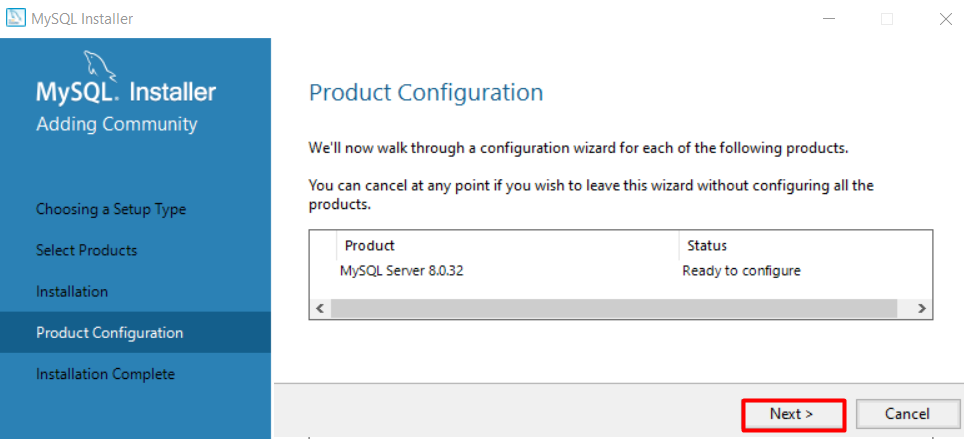 MySQL Installer
MySQL. Installer
Adding Community
Choosing a Setup Type
Select Products
Installation
Product Configuration
Installation Complete
Product Configuration
We'll now walk through a configuration wizard for each of the following products.
You can cancel at any point if you wish to leave this wizard without configuring all the
products.
Product Status
MySQL Server 8.0.32 Ready to configure
Next > Cancel